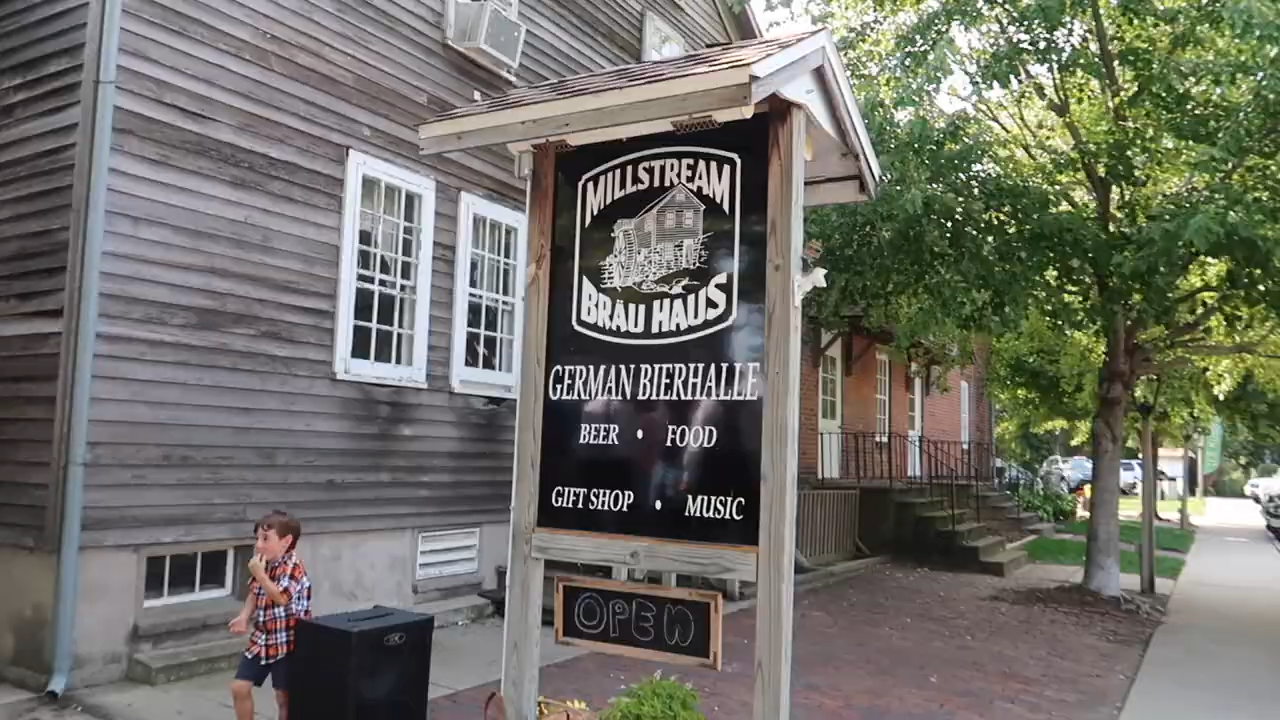 MILLSTREAM
BRÄU HAUS
GERMAN BIERHALLE
BEER • FOOD
GIFT SHOP • MUSIC
OPEN